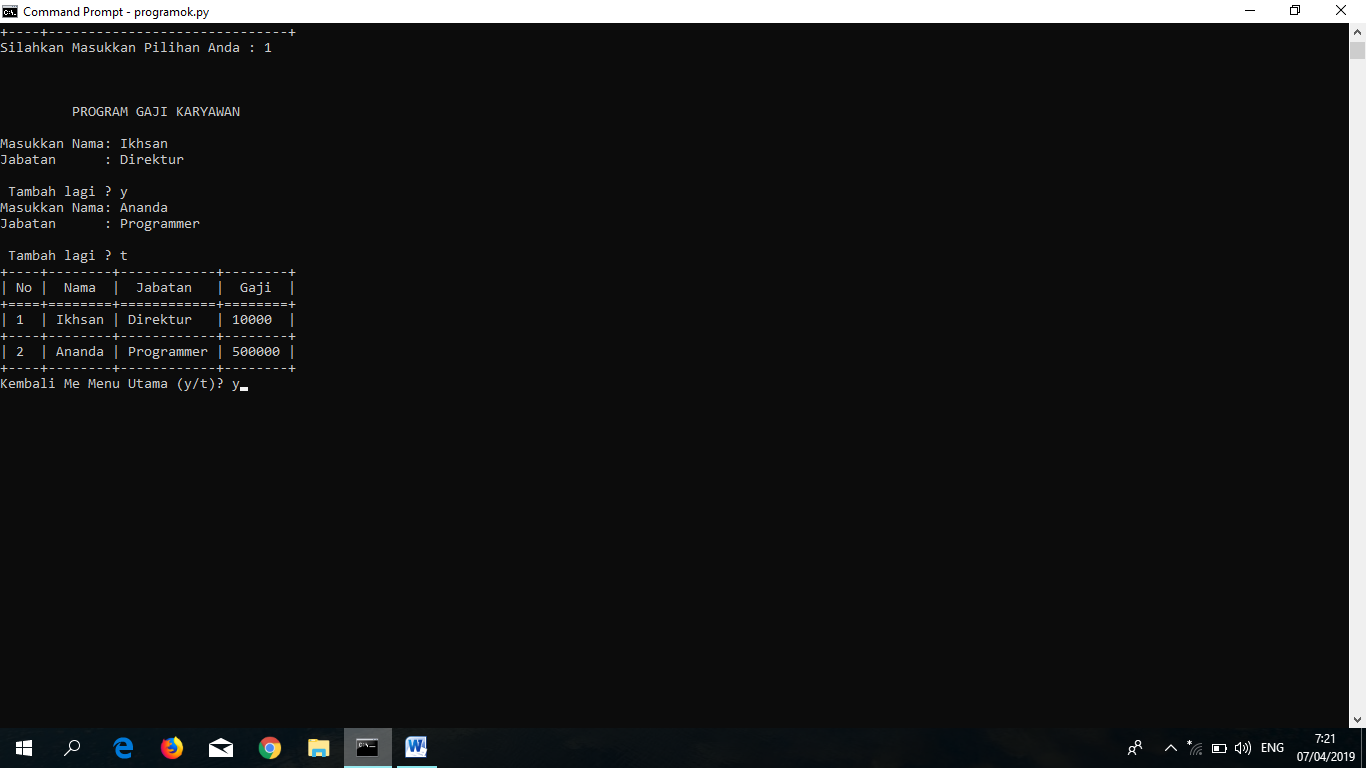 Command Prompt - programok.py
+----+------------------------------+
Silahkan Masukkan Pilihan Anda : 1
PROGRAM GAJI KARYAWAN
Masukkan Nama: Ikhsan
Jabatan      : Direktur
Tambah lagi ? y
Masukkan Nama: Ananda
Jabatan      : Programmer
Tambah lagi ? t
+----+--------+------------+--------+
| No |  Nama  |  Jabatan   |  Gaji  |
+====+========+============+========+
| 1  | Ikhsan | Direktur   | 10000  |
+----+--------+------------+--------+
| 2  | Ananda | Programmer | 500000 |
+----+--------+------------+--------+
Kembali Me Menu Utama (y/t)? y
ENG
7:21
07/04/2019